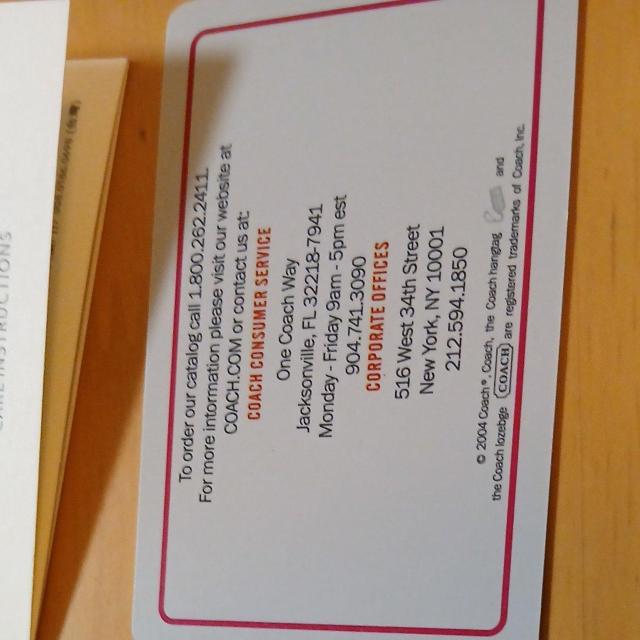 To order our catalog call 1.800.262.2411.
For more intormation please visit our website at
COACH.COM or contact us at:
COACH CONSUMER SERVICE
One Coach Way
Jacksonville, FL 32218-7941
Monday - Friday 9am - 5pm est
904.741.3090
CORPORATE OFFICES
516 West 34th Street
New York, NY 10001
212.594.1850
© 2004 Coach®, Coach, the Coach hangtag and
the Coach lozebge COACH are registered trademarks of Coach, Inc.
INSTRUCTIONS